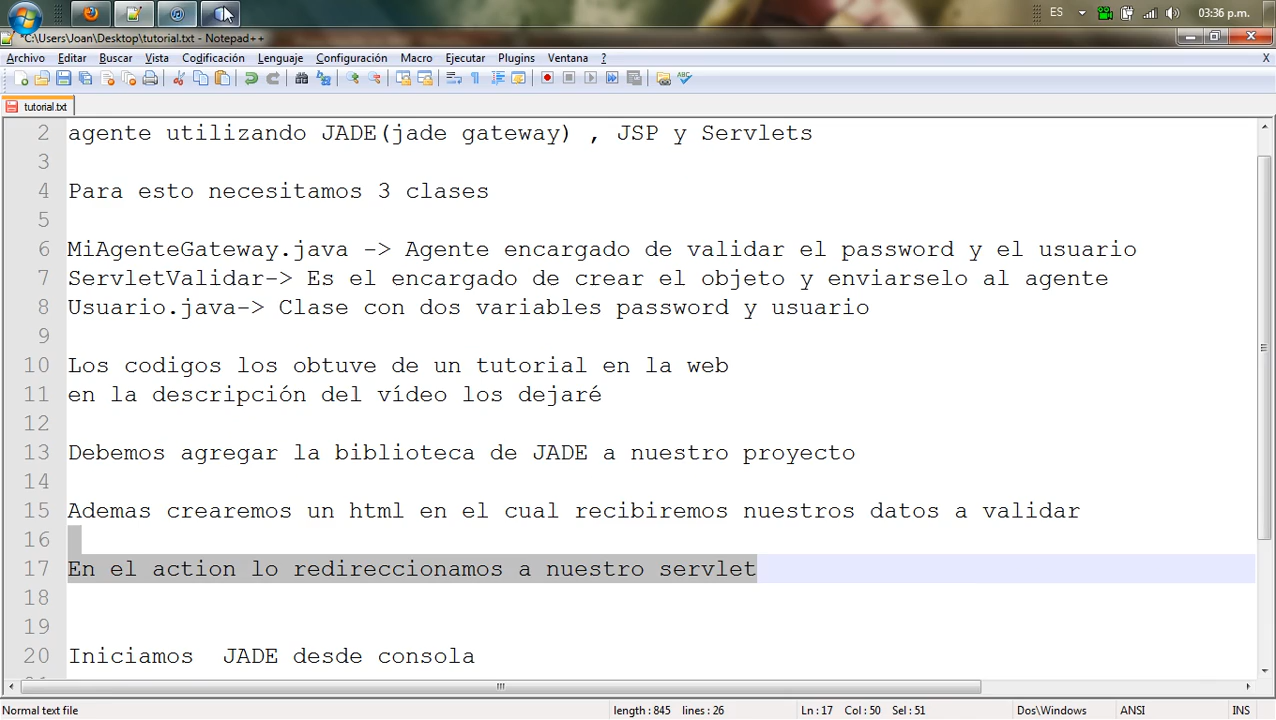 ES
03:36 p.m.
*C:\Users\Joan\Desktop\tutorial.txt - Notepad++
Archivo Editar Buscar Vista Codificación Lenguaje Configuración Macro Ejecutar Plugins Ventana ? X
tutorial.txt
2 agente utilizando JADE(jade gateway) , JSP y Servlets
3
4 Para esto necesitamos 3 clases
5
6 MiAgenteGateway.java -> Agente encargado de validar el password y el usuario
7 ServletValidar-> Es el encargado de crear el objeto y enviarselo al agente
8 Usuario.java-> Clase con dos variables password y usuario
9
10 Los codigos los obtuve de un tutorial en la web
11 en la descripción del vídeo los dejaré
12
13 Debemos agregar la biblioteca de JADE a nuestro proyecto
14
15 Ademas crearemos un html en el cual recibiremos nuestros datos a validar
16
17 En el action lo redireccionamos a nuestro servlet
18
19
20 Iniciamos  JADE desde consola
Normal text file length : 845 lines : 26 Ln : 17 Col : 50 Sel : 51 Dos\Windows ANSI INS